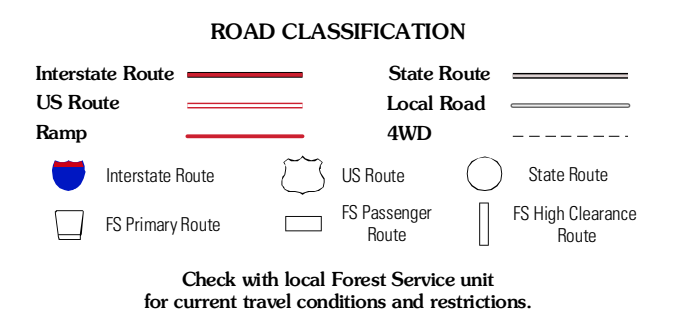 ROAD CLASSIFICATION
Interstate Route
State Route
US Route
Local Road
Ramp
4WD
Interstate Route
US Route
State Route
FS Primary Route
FS Passenger
Route
FS High Clearance
Route
Check with local Forest Service unit
for current travel conditions and restrictions.